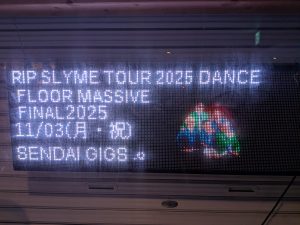 RIP SLYME TOUR 2025 DANCE
FLOOR MASSIVE
FINAL2025
11/03(月・祝)
SENDAI GIGS